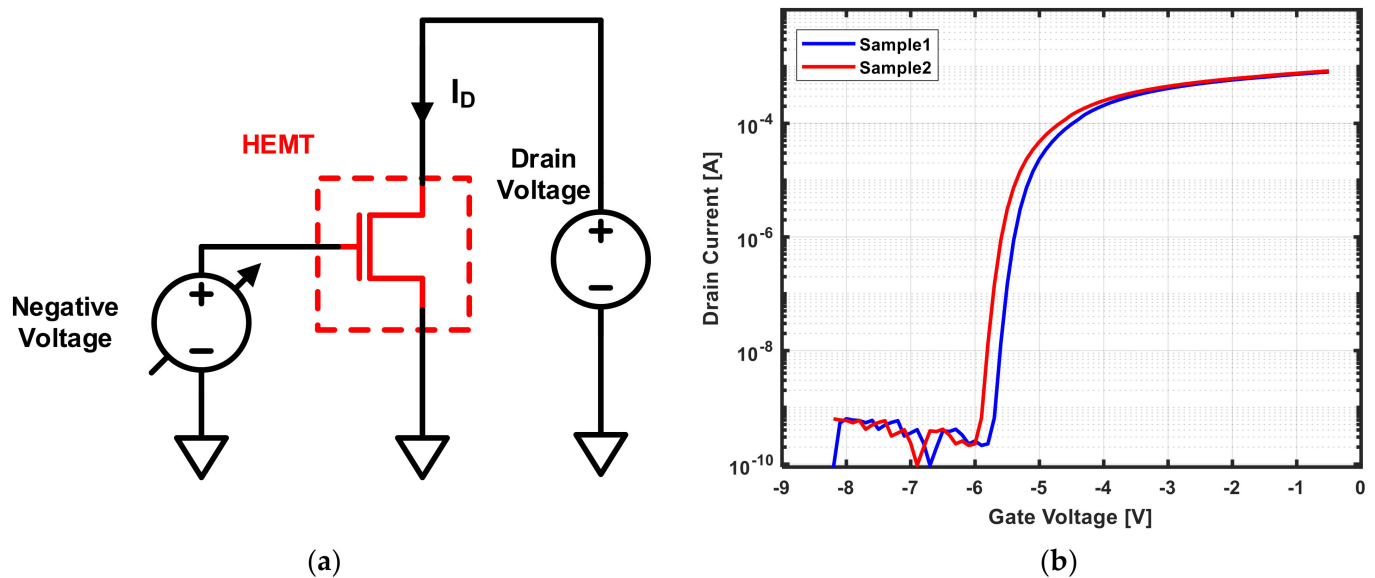 I_D
HEMT
Drain
Voltage
+
−
Negative
Voltage
+
−
(a)
Sample1
Sample2
Drain Current [A]
10^-4
10^-6
10^-8
10^-10
-9 -8 -7 -6 -5 -4 -3 -2 -1 0
Gate Voltage [V]
(b)